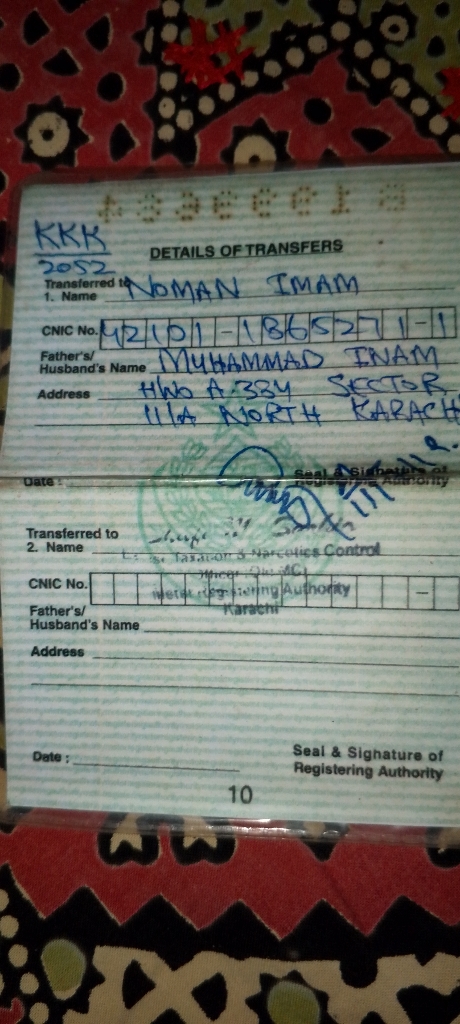 KKK
2052
DETAILS OF TRANSFERS
Transferred to
1. Name NOMAN IMAM
CNIC No. 42101-1865271-1
Father's/
Husband's Name MUHAMMAD INAM
Address H No A 334 SECTOR
11/A NORTH KARACH
Date : Seal & Signature of
Registering Authority
Transferred to
2. Name
Taxation & Narcotics Control
CNIC No. –
Motor Registering Authority
Karachi
Father's/
Husband's Name
Address
Date : Seal & Signature of
Registering Authority
10